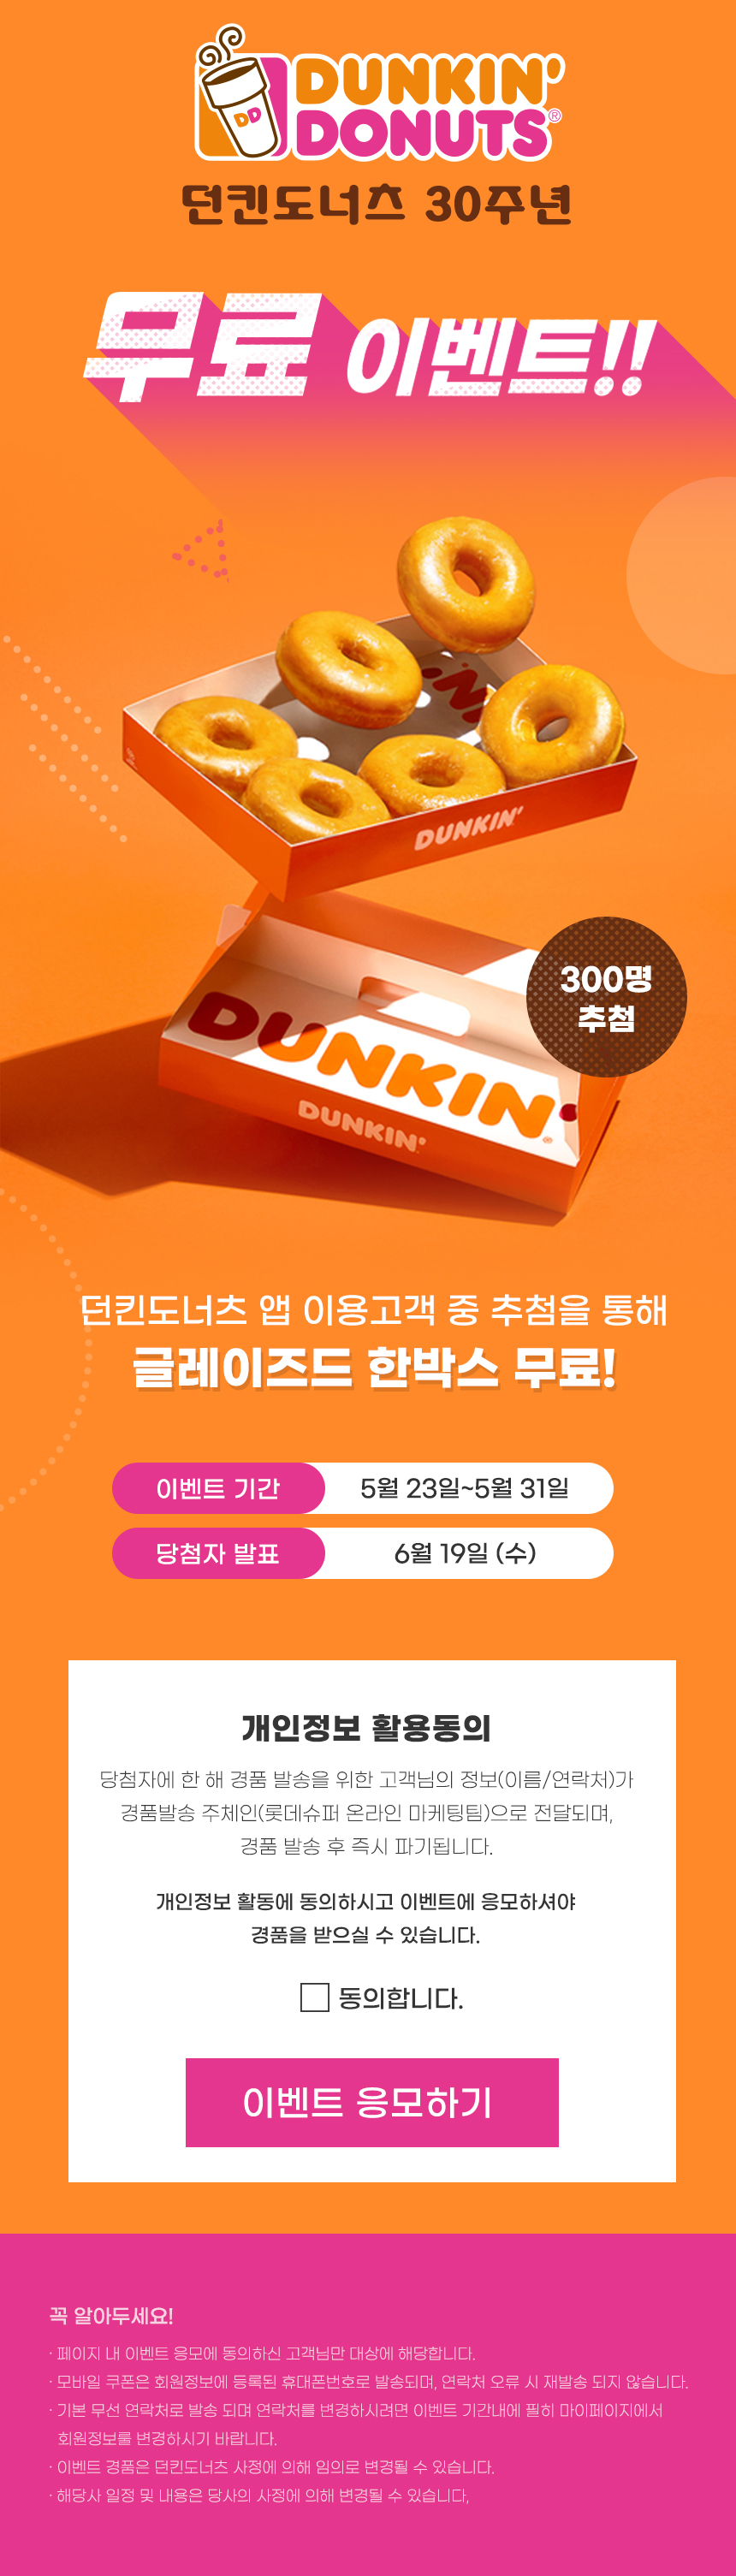 DUNKIN'
DONUTS®
DD
던킨도너츠 30주년
무료 이벤트!!
DUNKIN'
300명
추첨
DUNKIN'
DUNKIN'
던킨도너츠 앱 이용고객 중 추첨을 통해
글레이즈드 한박스 무료!
이벤트 기간 5월 23일~5월 31일
당첨자 발표 6월 19일 (수)
개인정보 활용동의
당첨자에 한 해 경품 발송을 위한 고객님의 정보(이름/연락처)가
경품발송 주체인(롯데슈퍼 온라인 마케팅팀)으로 전달되며,
경품 발송 후 즉시 파기됩니다.
개인정보 활동에 동의하시고 이벤트에 응모하셔야
경품을 받으실 수 있습니다.
동의합니다.
이벤트 응모하기
꼭 알아두세요!
· 페이지 내 이벤트 응모에 동의하신 고객님만 대상에 해당합니다.
· 모바일 쿠폰은 회원정보에 등록된 휴대폰번호로 발송되며, 연락처 오류 시 재발송 되지 않습니다.
· 기본 무선 연락처로 발송 되며 연락처를 변경하시려면 이벤트 기간내에 필히 마이페이지에서
회원정보를 변경하시기 바랍니다.
· 이벤트 경품은 던킨도너츠 사정에 의해 임의로 변경될 수 있습니다.
· 해당사 일정 및 내용은 당사의 사정에 의해 변경될 수 있습니다,